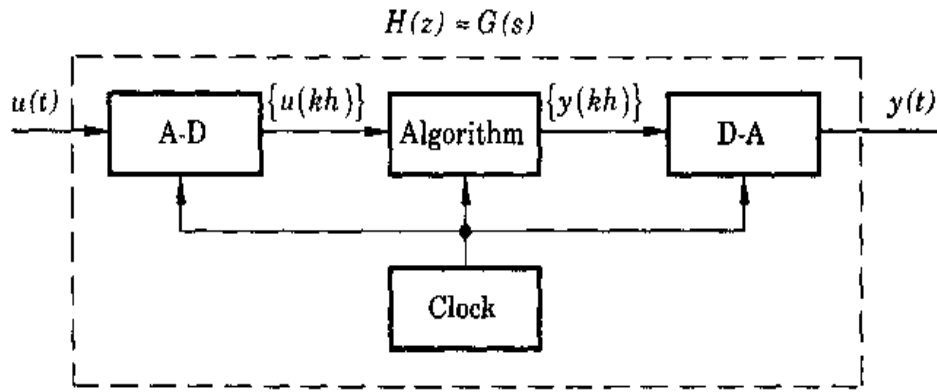 H(z) ≈ G(s)
u(t)
{u(kh)}
{y(kh)}
y(t)
A-D
Algorithm
D-A
Clock